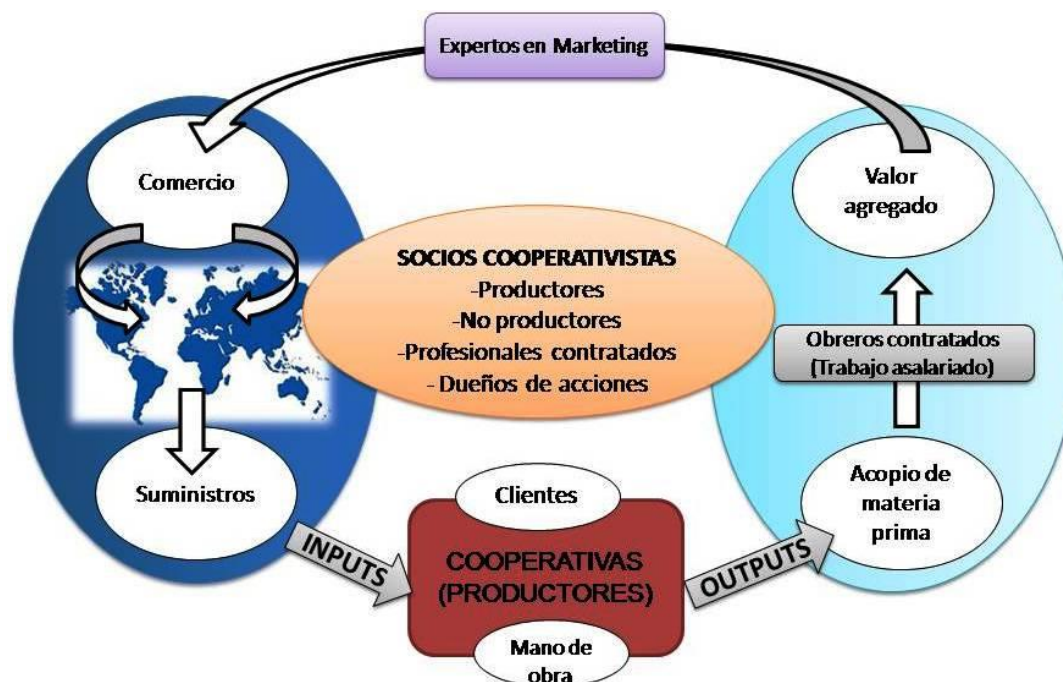 Expertos en Marketing
Comercio
Valor
agregado
SOCIOS COOPERATIVISTAS
-Productores
-No productores
-Profesionales contratados
- Dueños de acciones
Obreros contratados
(Trabajo asalariado)
Suministros
Acopio de
materia
prima
Clientes
INPUTS
COOPERATIVAS
(PRODUCTORES)
OUTPUTS
Mano de
obra